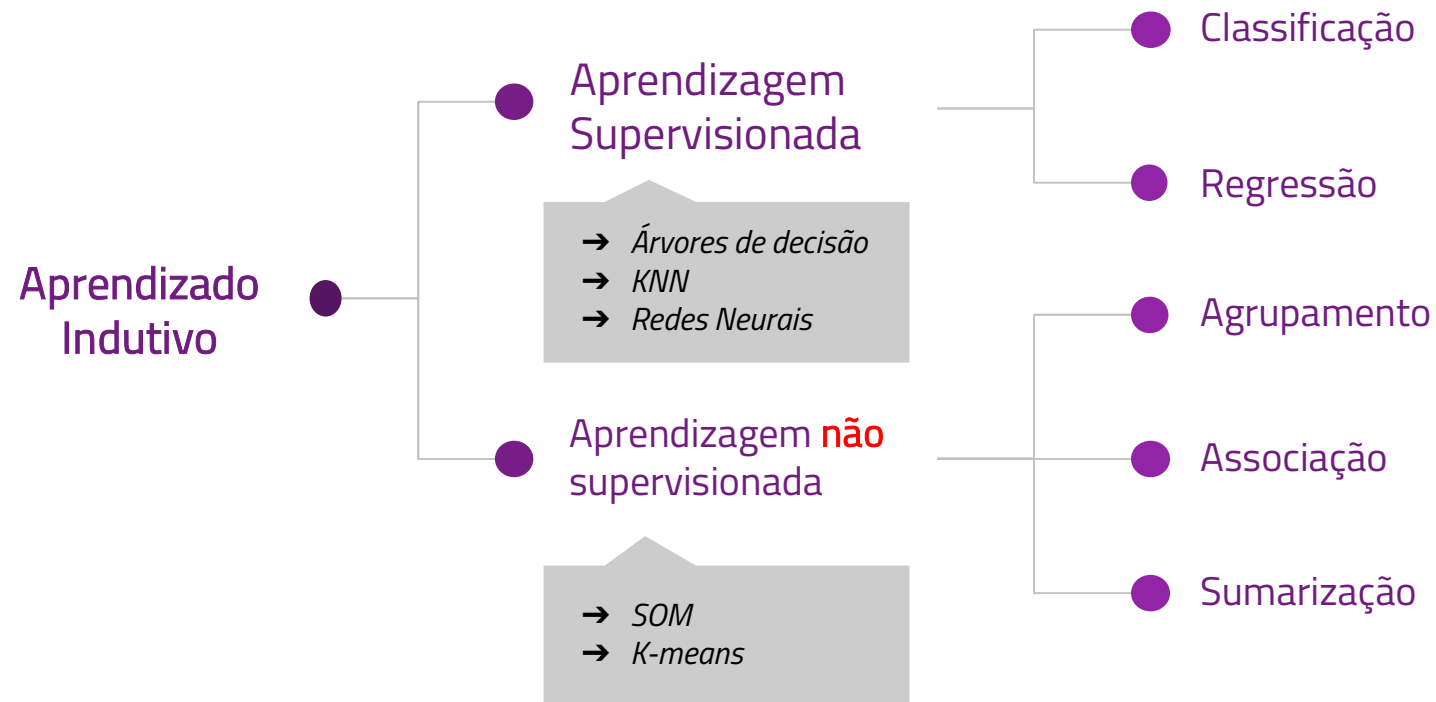 Aprendizado
Indutivo
Aprendizagem
Supervisionada
➔ Árvores de decisão
➔ KNN
➔ Redes Neurais
Classificação
Regressão
Aprendizagem não
supervisionada
➔ SOM
➔ K-means
Agrupamento
Associação
Sumarização